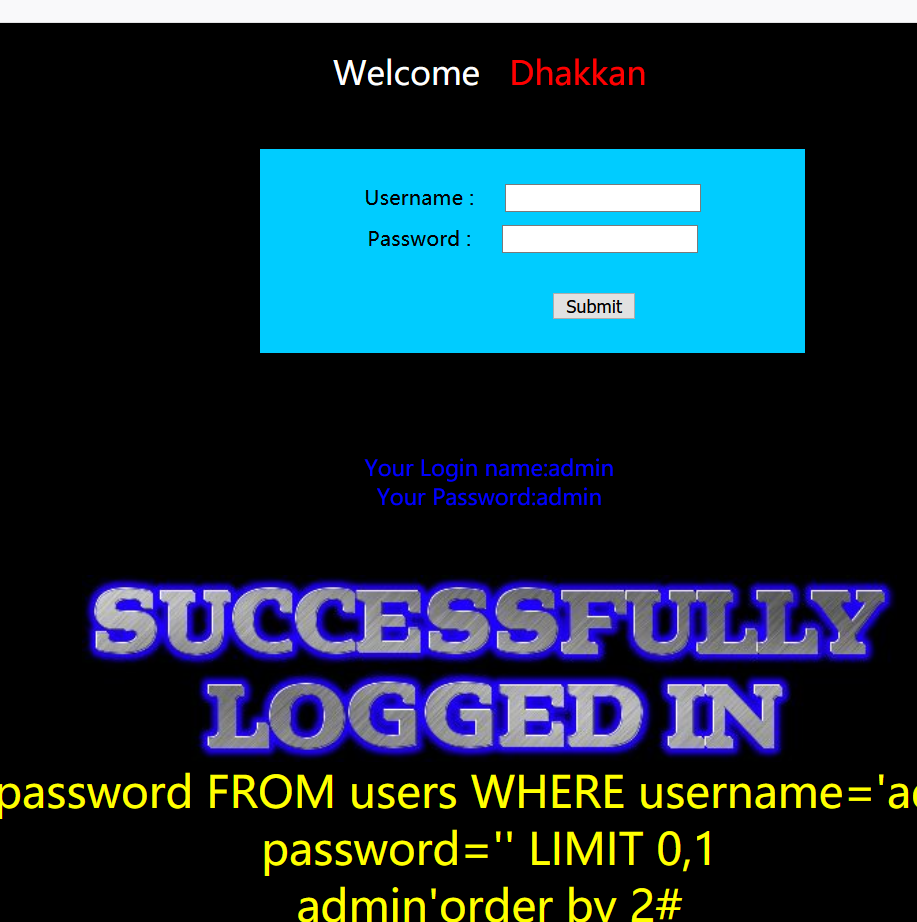 Welcome Dhakkan
Username :
Password :
Submit
Your Login name:admin
Your Password:admin
SUCCESSFULLY
LOGGED IN
password FROM users WHERE username='ad
password='' LIMIT 0,1
admin'order by 2#